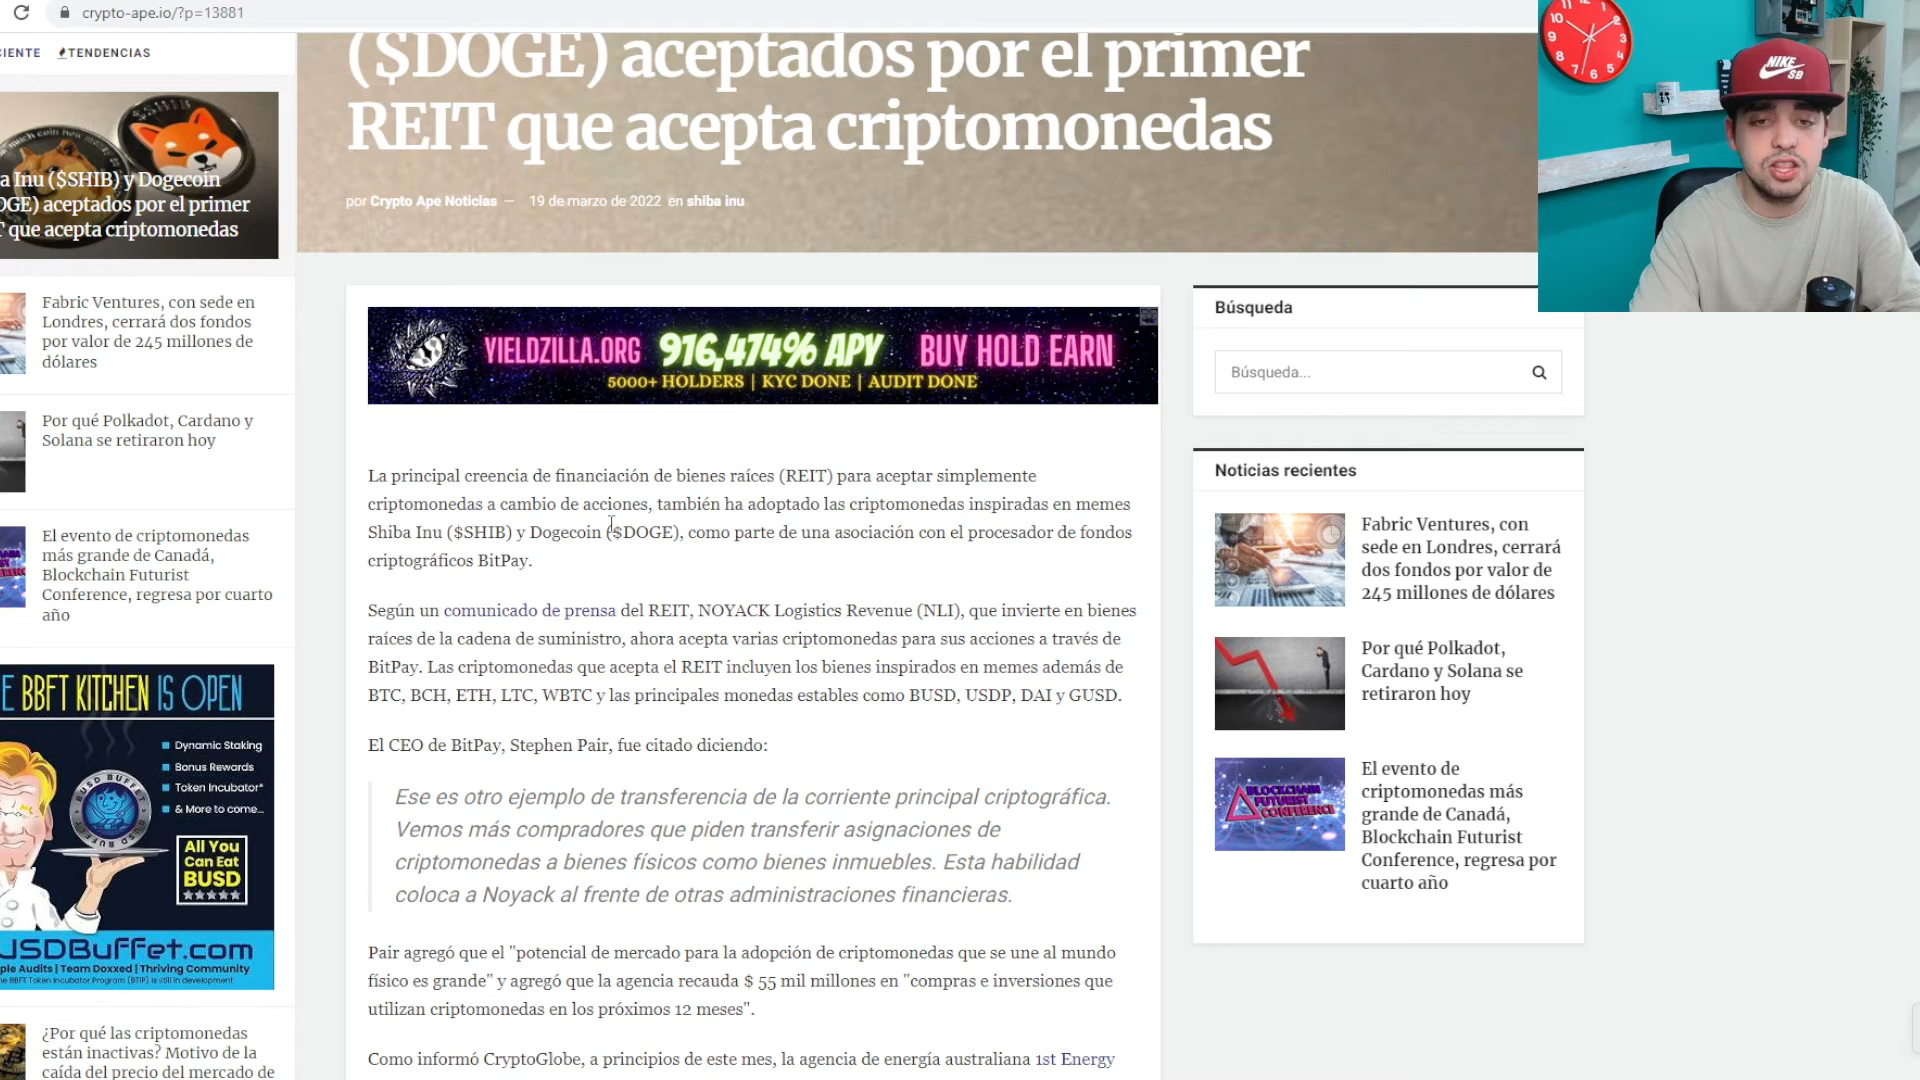 crypto-ape.io/?p=13881
CIENTE TENDENCIAS
($DOGE) aceptados por el primer
REIT que acepta criptomonedas
por Crypto Ape Noticias — 19 de marzo de 2022 en shiba inu
a Inu ($SHIB) y Dogecoin
OGE) aceptados por el primer
T que acepta criptomonedas
Fabric Ventures, con sede en
Londres, cerrará dos fondos
por valor de 245 millones de
dólares
Por qué Polkadot, Cardano y
Solana se retiraron hoy
El evento de criptomonedas
más grande de Canadá,
Blockchain Futurist
Conference, regresa por cuarto
año
E BBFT KITCHEN IS OPEN
Dynamic Staking
Bonus Rewards
Token Incubator*
& More to come...
BUSD BUFFET
All You
Can Eat
BUSD
USDBuffet.com
ple Audits | Team Doxxed | Thriving Community
he BBFT Token Incubator Program (BTIP) is still in development
¿Por qué las criptomonedas
están inactivas? Motivo de la
caída del precio del mercado de
YIELDZILLA.ORG 916,474% APY BUY HOLD EARN
5000+ HOLDERS | KYC DONE | AUDIT DONE
La principal creencia de financiación de bienes raíces (REIT) para aceptar simplemente
criptomonedas a cambio de acciones, también ha adoptado las criptomonedas inspiradas en memes
Shiba Inu ($SHIB) y Dogecoin ($DOGE), como parte de una asociación con el procesador de fondos
criptográficos BitPay.
Según un comunicado de prensa del REIT, NOYACK Logistics Revenue (NLI), que invierte en bienes
raíces de la cadena de suministro, ahora acepta varias criptomonedas para sus acciones a través de
BitPay. Las criptomonedas que acepta el REIT incluyen los bienes inspirados en memes además de
BTC, BCH, ETH, LTC, WBTC y las principales monedas estables como BUSD, USDP, DAI y GUSD.
El CEO de BitPay, Stephen Pair, fue citado diciendo:
Ese es otro ejemplo de transferencia de la corriente principal criptográfica.
Vemos más compradores que piden transferir asignaciones de
criptomonedas a bienes físicos como bienes inmuebles. Esta habilidad
coloca a Noyack al frente de otras administraciones financieras.
Pair agregó que el "potencial de mercado para la adopción de criptomonedas que se une al mundo
físico es grande" y agregó que la agencia recauda $ 55 mil millones en "compras e inversiones que
utilizan criptomonedas en los próximos 12 meses".
Como informó CryptoGlobe, a principios de este mes, la agencia de energía australiana 1st Energy
Búsqueda
Búsqueda...
Noticias recientes
Fabric Ventures, con
sede en Londres, cerrará
dos fondos por valor de
245 millones de dólares
Por qué Polkadot,
Cardano y Solana se
retiraron hoy
BLOCKCHAIN
FUTURIST
CONFERENCE
El evento de
criptomonedas más
grande de Canadá,
Blockchain Futurist
Conference, regresa por
cuarto año
NIKE
SB